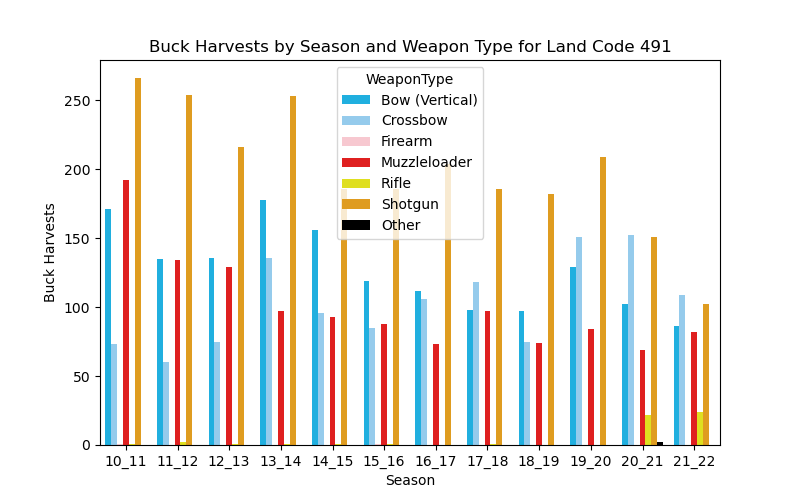 Buck Harvests by Season and Weapon Type for Land Code 491
WeaponType
Bow (Vertical)
Crossbow
Firearm
Muzzleloader
Rifle
Shotgun
Other
Buck Harvests
250
200
150
100
50
0
10_11 11_12 12_13 13_14 14_15 15_16 16_17 17_18 18_19 19_20 20_21 21_22
Season